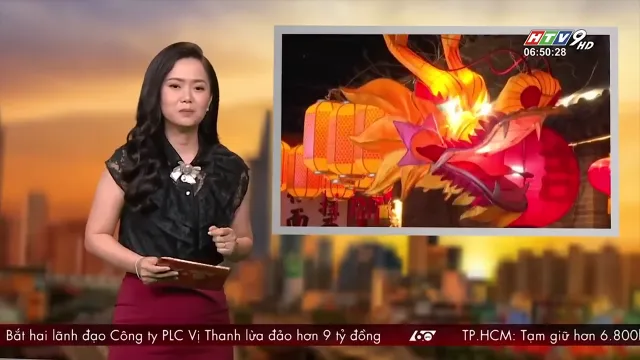 HTV9 HD
06:50:28
Bắt hai lãnh đạo Công ty PLC Vị Thanh lừa đảo hơn 9 tỷ đồng
60
TP.HCM: Tạm giữ hơn 6.800